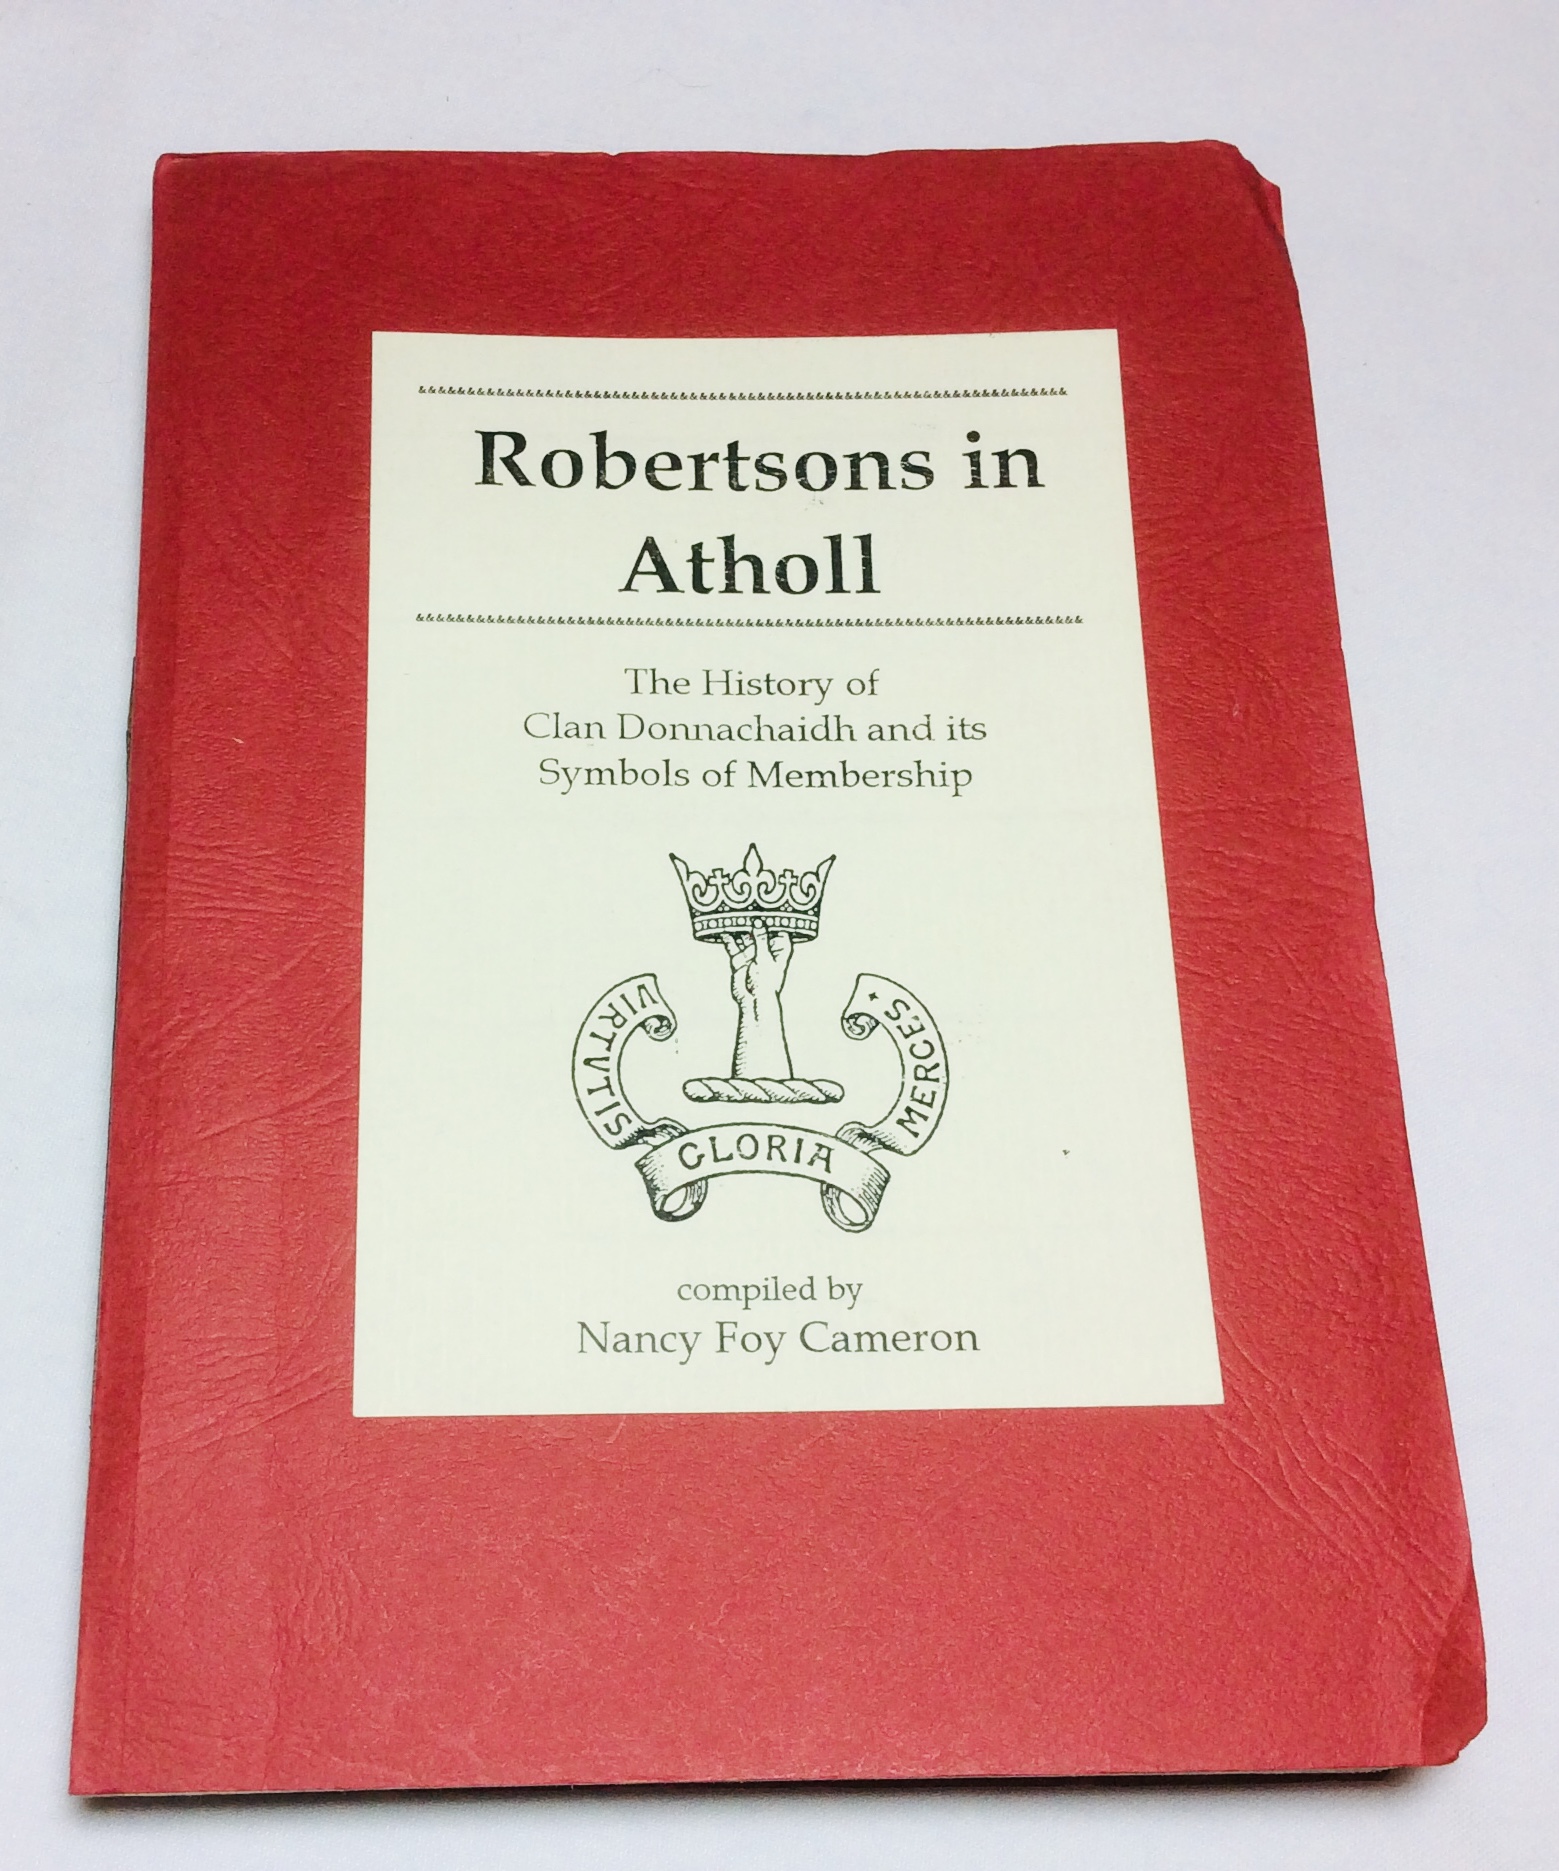 &&&&&&&&&&&&&&&&&&&&&&&&&&&&&&&&&&&&&&&&&&&&&&&&&&&&&&&&&&&&&&&&&&
Robertsons in
Atholl
&&&&&&&&&&&&&&&&&&&&&&&&&&&&&&&&&&&&&&&&&&&&&&&&&&&&&&&&&&&&&&&&&&
The History of
Clan Donnachaidh and its
Symbols of Membership
VIRTVTIS
GLORIA
MERCES
compiled by
Nancy Foy Cameron